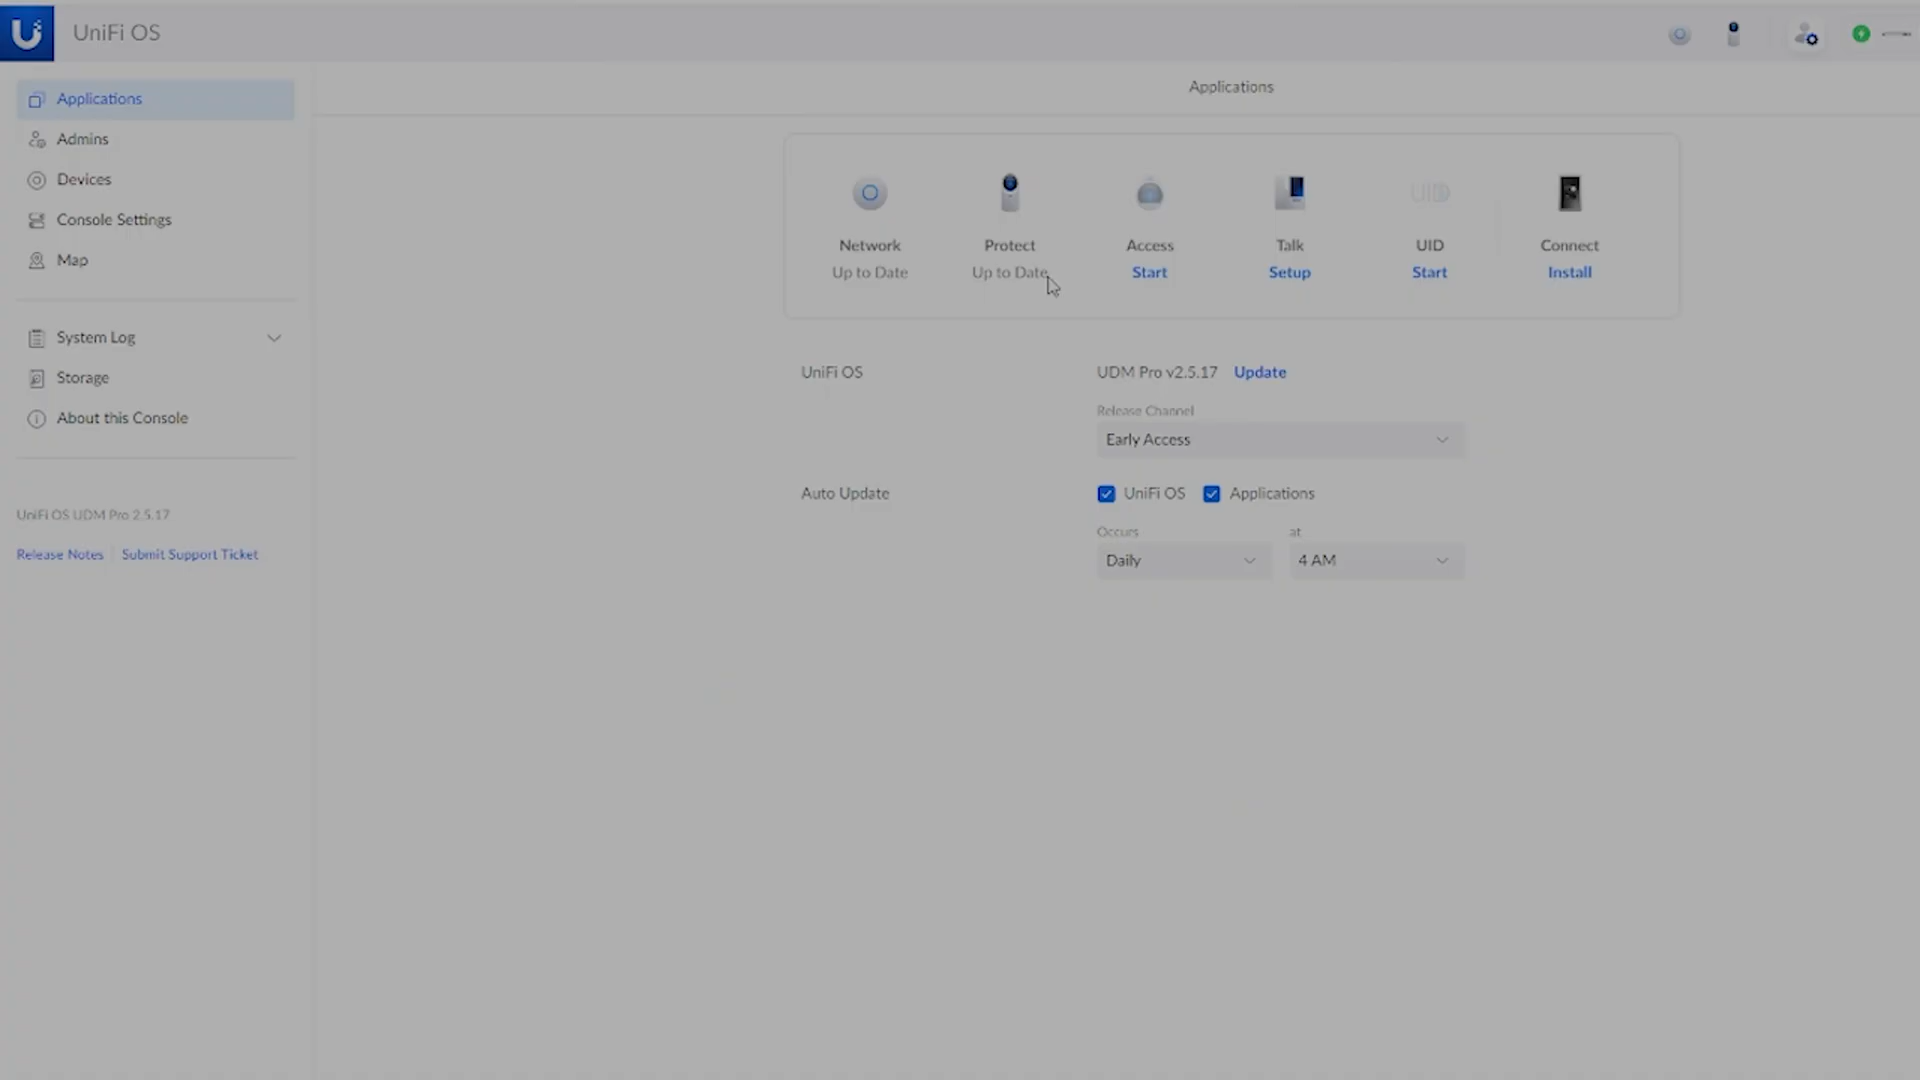 UniFi OS
Applications
Admins
Devices
Console Settings
Map
System Log
Storage
About this Console
UniFi OS UDM Pro 2.5.17
Release Notes Submit Support Ticket
Applications
Network Protect Access Talk UID Connect
Up to Date Up to Date Start Setup Start Install
UniFi OS UDM Pro v2.5.17 Update
Release Channel
Early Access
Auto Update UniFi OS Applications
Occurs at
Daily 4 AM